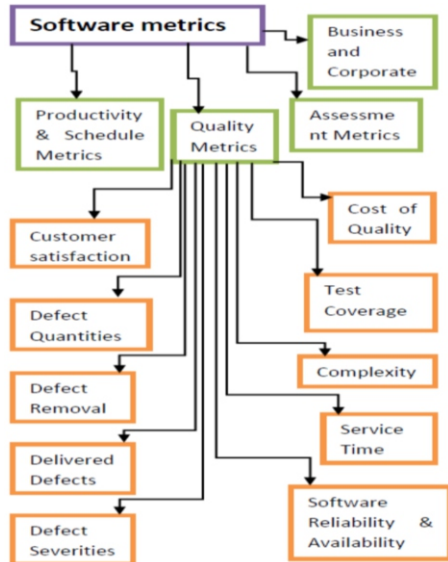 Software metrics
Business
and
Corporate
Productivity
& Schedule
Metrics
Quality
Metrics
Assessme
nt Metrics
Customer
satisfaction
Cost of
Quality
Defect
Quantities
Test
Coverage
Defect
Removal
Complexity
Delivered
Defects
Service
Time
Defect
Severities
Software
Reliability &
Availability